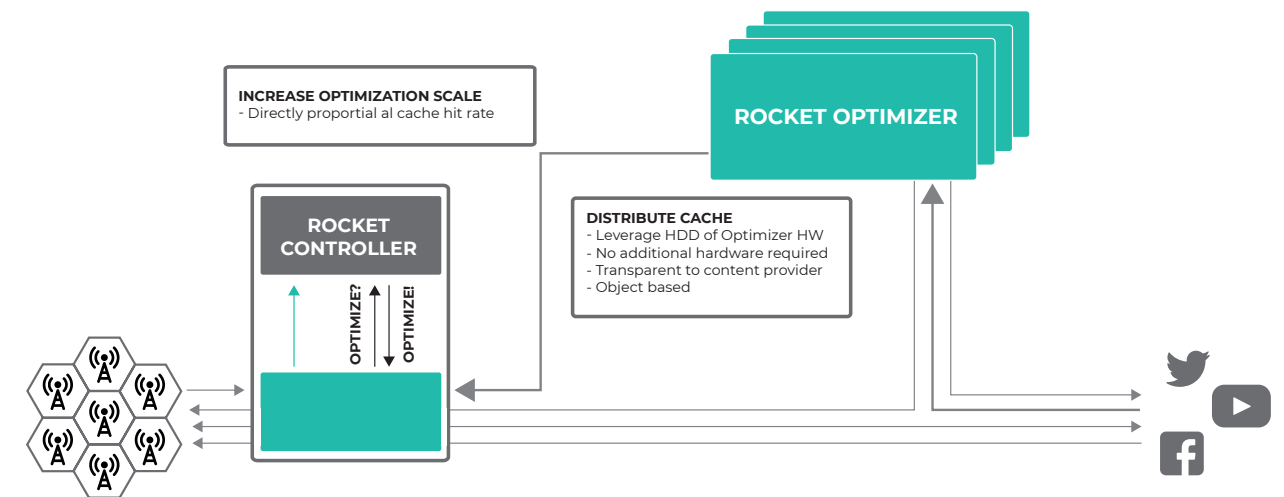 INCREASE OPTIMIZATION SCALE
- Directly proportial al cache hit rate
ROCKET OPTIMIZER
ROCKET
CONTROLLER
OPTIMIZE?
OPTIMIZE!
DISTRIBUTE CACHE
- Leverage HDD of Optimizer HW
- No additional hardware required
- Transparent to content provider
- Object based